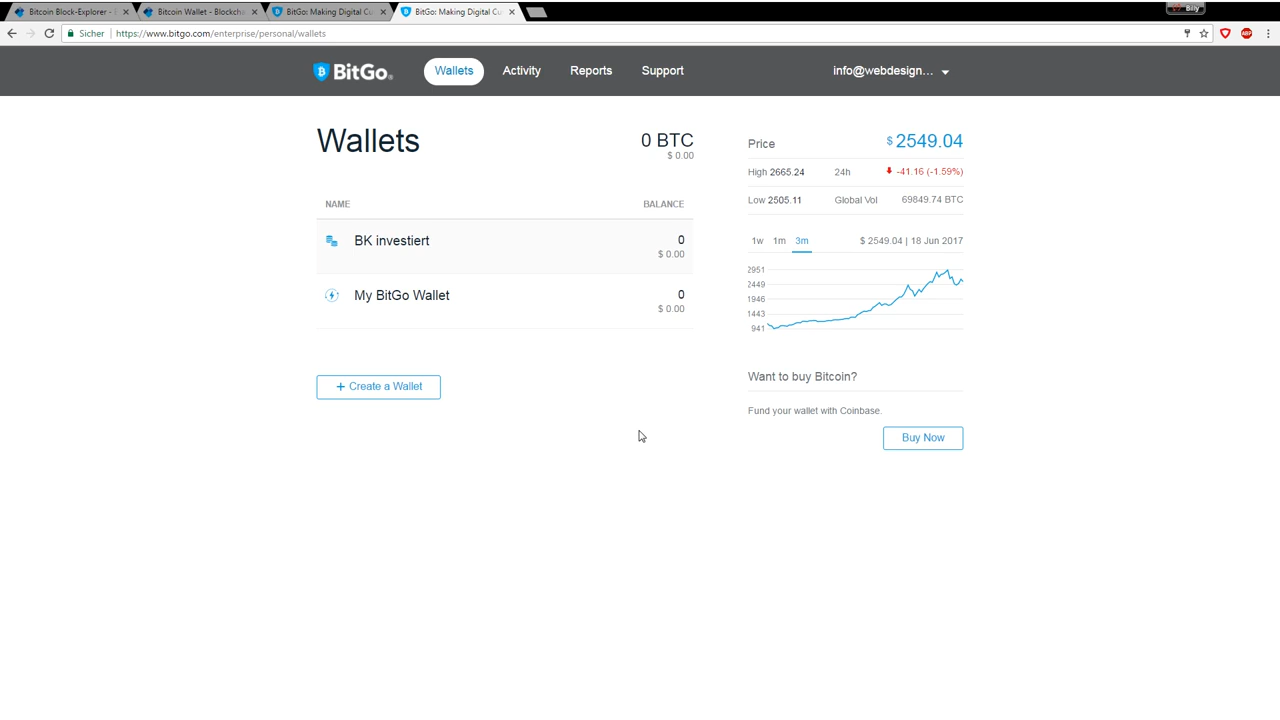 Bitcoin Block-Explorer -
Bitcoin Wallet - Blockcha
BitGo: Making Digital Cu
BitGo: Making Digital Cu
Billy
Sicher
https://www.bitgo.com/enterprise/personal/wallets
ABP
BitGo
Wallets
Activity
Reports
Support
info@webdesign...
Wallets
0 BTC
$ 0.00
NAME BALANCE
BK investiert 0
$ 0.00
My BitGo Wallet 0
$ 0.00
+ Create a Wallet
Price $ 2549.04
High 2665.24 24h -41.16 (-1.59%)
Low 2505.11 Global Vol 69849.74 BTC
1w 1m 3m $ 2549.04 | 18 Jun 2017
2951
2449
1946
1443
941
Want to buy Bitcoin?
Fund your wallet with Coinbase.
Buy Now